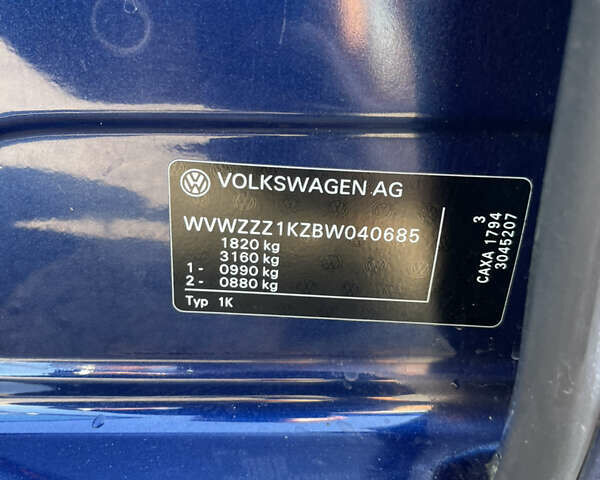 VOLKSWAGEN AG
WVWZZZ1KZBW040685
1820 kg
3160 kg
1 - 0990 kg
2 - 0880 kg
Typ 1K
3
CAXA 1794
3045207